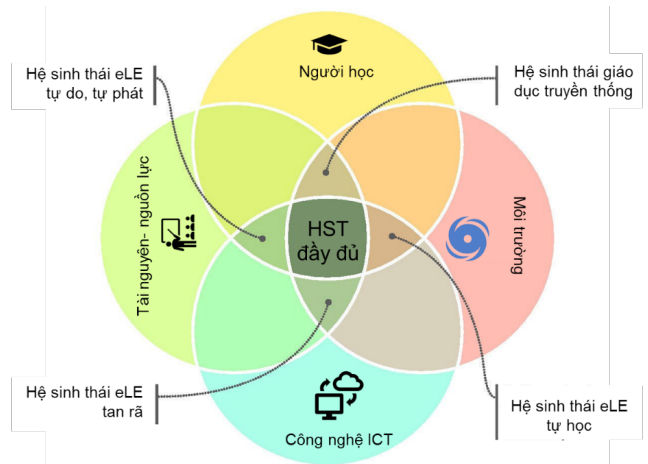 Người học
Hệ sinh thái eLE
tự do, tự phát
Hệ sinh thái giáo
dục truyền thống
Tài nguyên- nguồn lực
HST
đầy đủ
Môi trường
Hệ sinh thái eLE
tan rã
Công nghệ ICT
Hệ sinh thái eLE
tự học